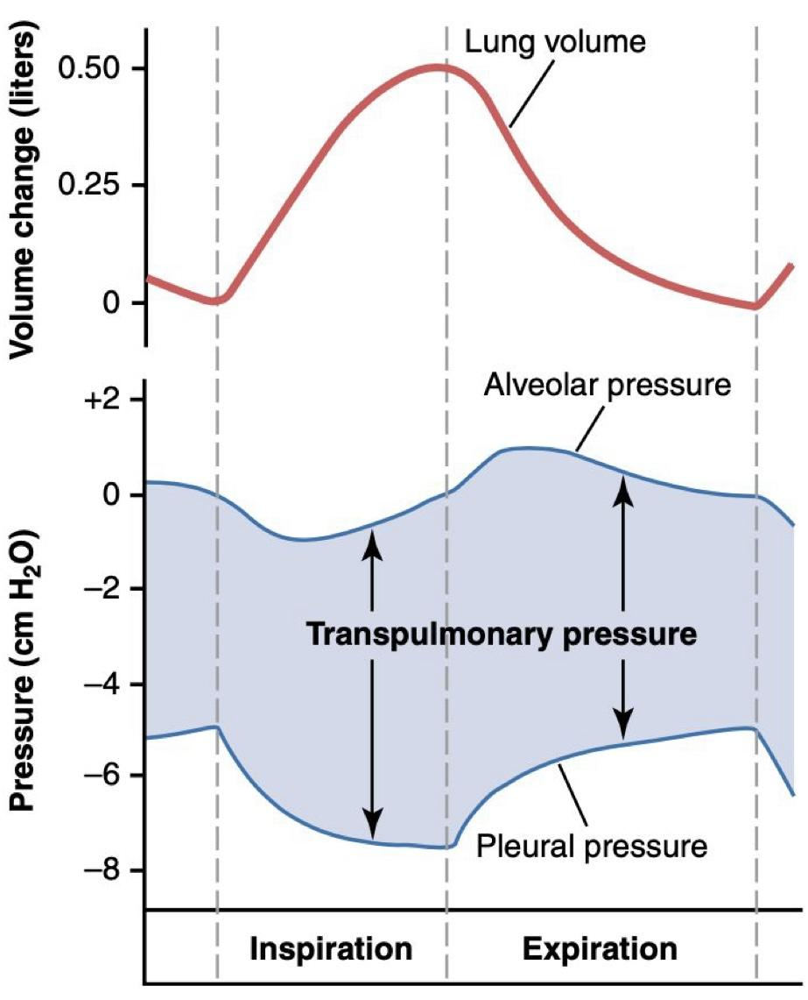 Volume change (liters)
0.50
0.25
0
Lung volume
Pressure (cm H₂O)
+2
0
–2
–4
–6
–8
Alveolar pressure
Transpulmonary pressure
Pleural pressure
Inspiration
Expiration